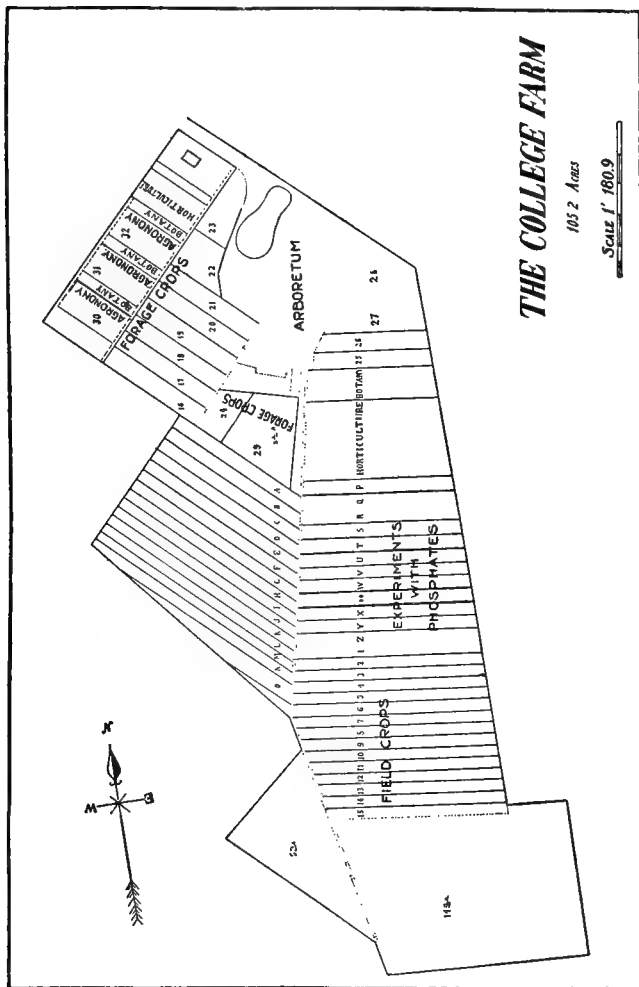 THE COLLEGE FARM
105 2 ACRES
SCALE 1" 180.9
N
W
E
30
AGRONOMY
BOTANY
31
AGRONOMY
BOTANY
32
AGRONOMY
BOTANY
HORTICULTURE
FORAGE CROPS
16
17
18
19
20
21
22
23
ARBORETUM
28
FORAGE CROPS
29
26
27
O N M L K J I H G F E D C B A
15 14 13 12 11 10 9 5 7 6 5 4 3 2 1 Z Y X W V U T S R Q P HORTICULTURE BOTANY 25 26
FIELD CROPS
EXPERIMENTS
WITH
PHOSPHATES